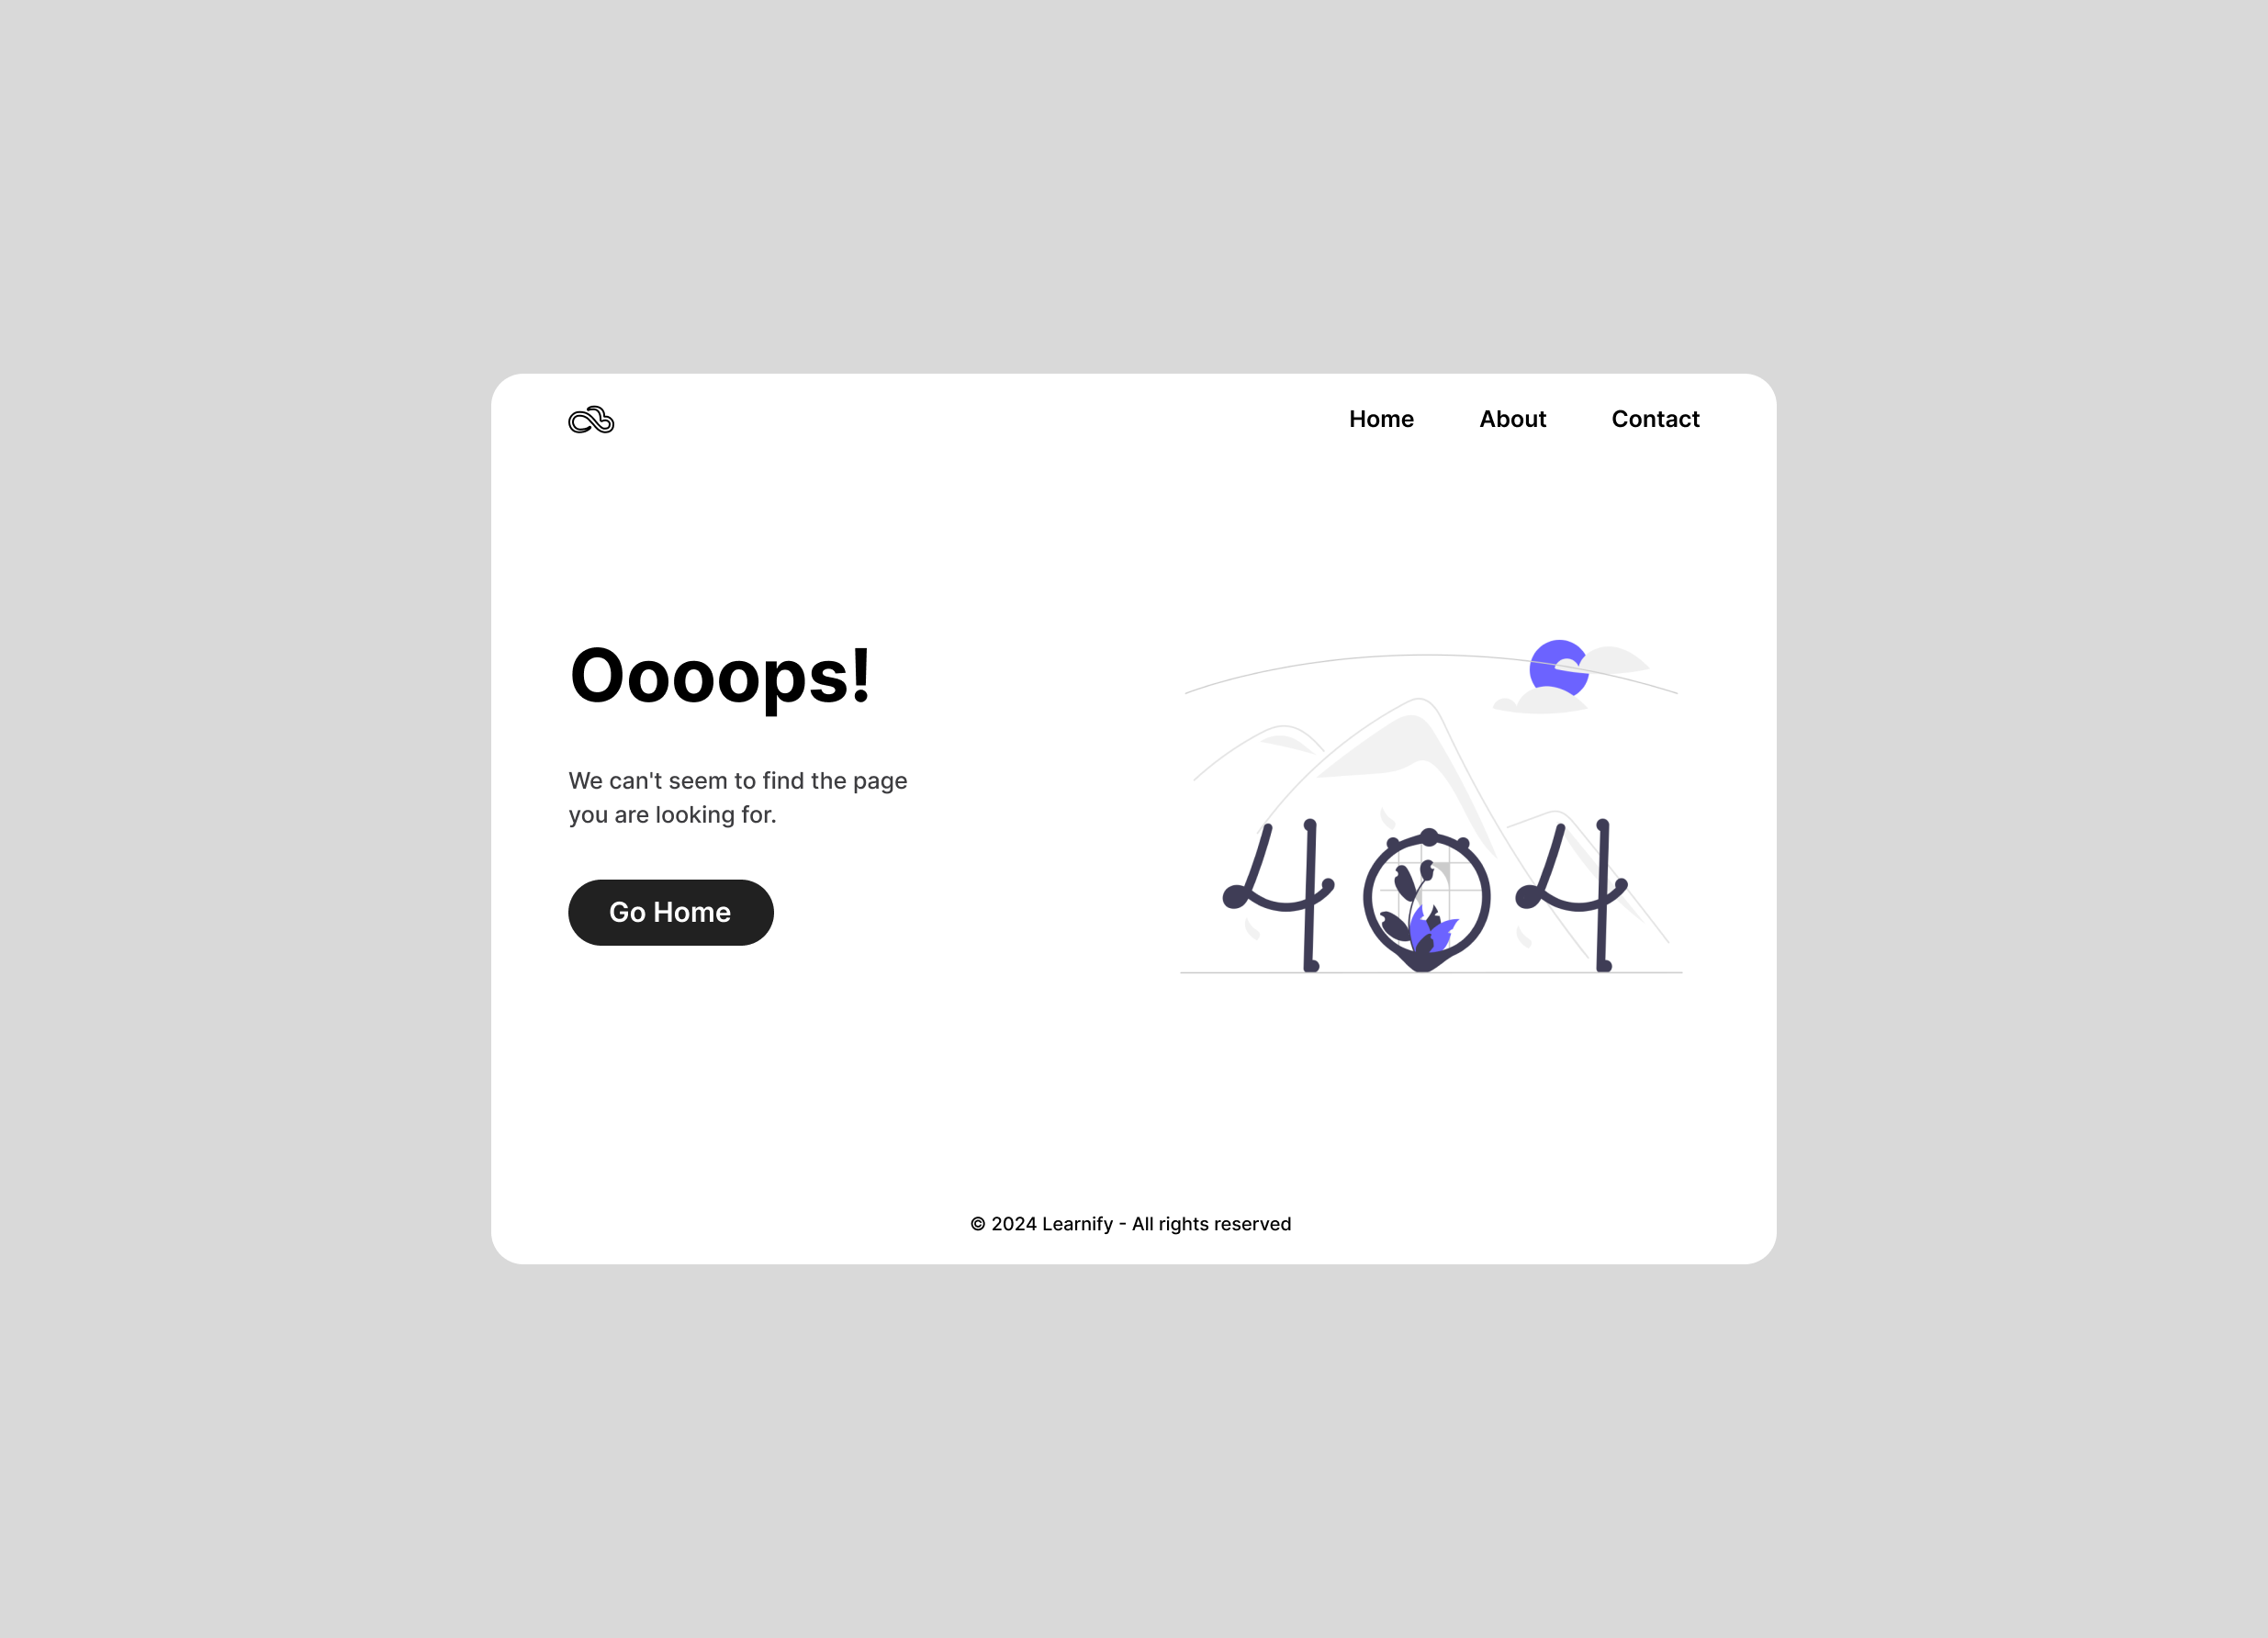 Home About Contact
Oooops!
We can't seem to find the page
you are looking for.
Go Home
404
© 2024 Learnify - All rights reserved